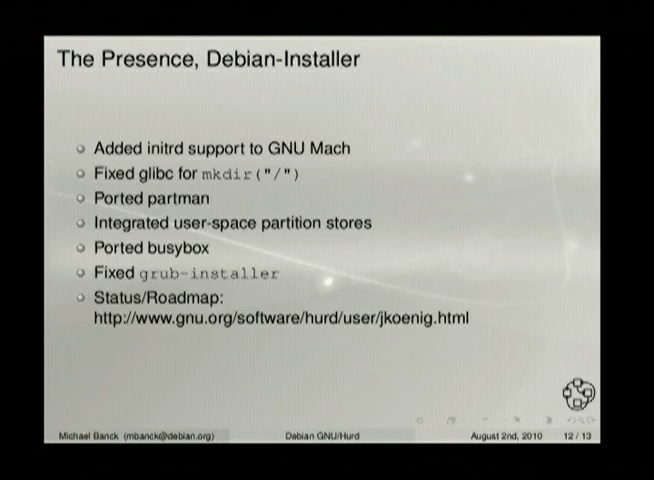 The Presence, Debian-Installer
Added initrd support to GNU Mach
Fixed glibc for mkdir("/")
Ported partman
Integrated user-space partition stores
Ported busybox
Fixed grub-installer
Status/Roadmap:
http://www.gnu.org/software/hurd/user/jkoenig.html
Michael Banck (mbanck@debian.org) Debian GNU/Hurd August 2nd, 2010 12 / 13